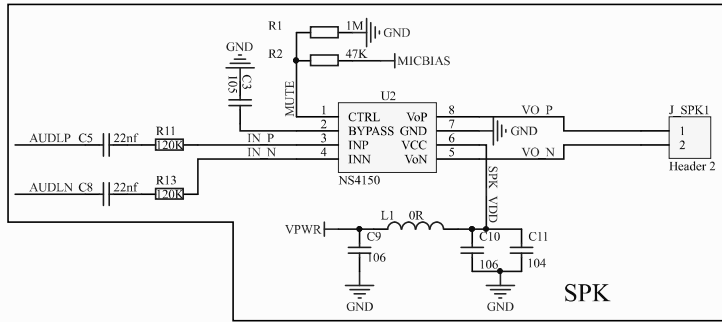 R1 1M GND
R2 47K MICBIAS
GND
C3
105
MUTE
U2
1 CTRL VoP 8 VO_P
2 BYPASS GND 7 GND
3 INP VCC 6
4 INN VoN 5 VO_N
NS4150
J_SPK1
1
2
Header 2
AUDLP C5 22nf R11 120K IN_P
AUDLN C8 22nf R13 120K IN_N
SPK_VDD
VPWR L1 0R
C9 C10 C11
106 106 104
GND GND
SPK